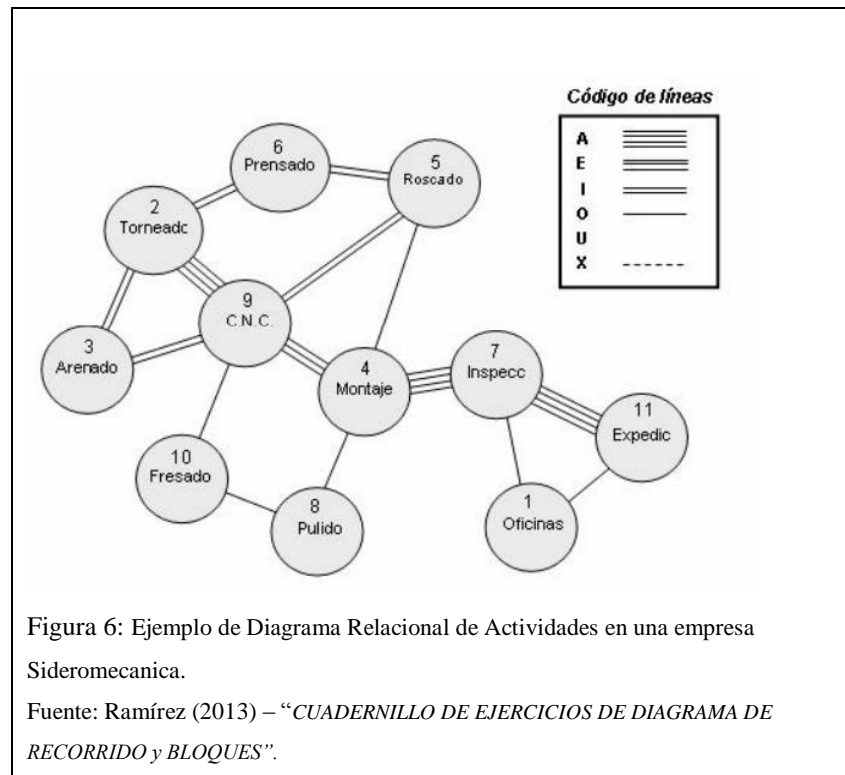 Código de líneas
A
E
I
O
U
X
6
Prensado
5
Roscado
2
Torneadc
9
C.N.C.
3
Arenado
4
Montaje
7
Inspecc
11
Expedic
10
Fresado
8
Pulido
1
Oficinas
Figura 6: Ejemplo de Diagrama Relacional de Actividades en una empresa
Sideromecanica.
Fuente: Ramírez (2013) – “CUADERNILLO DE EJERCICIOS DE DIAGRAMA DE
RECORRIDO y BLOQUES”.